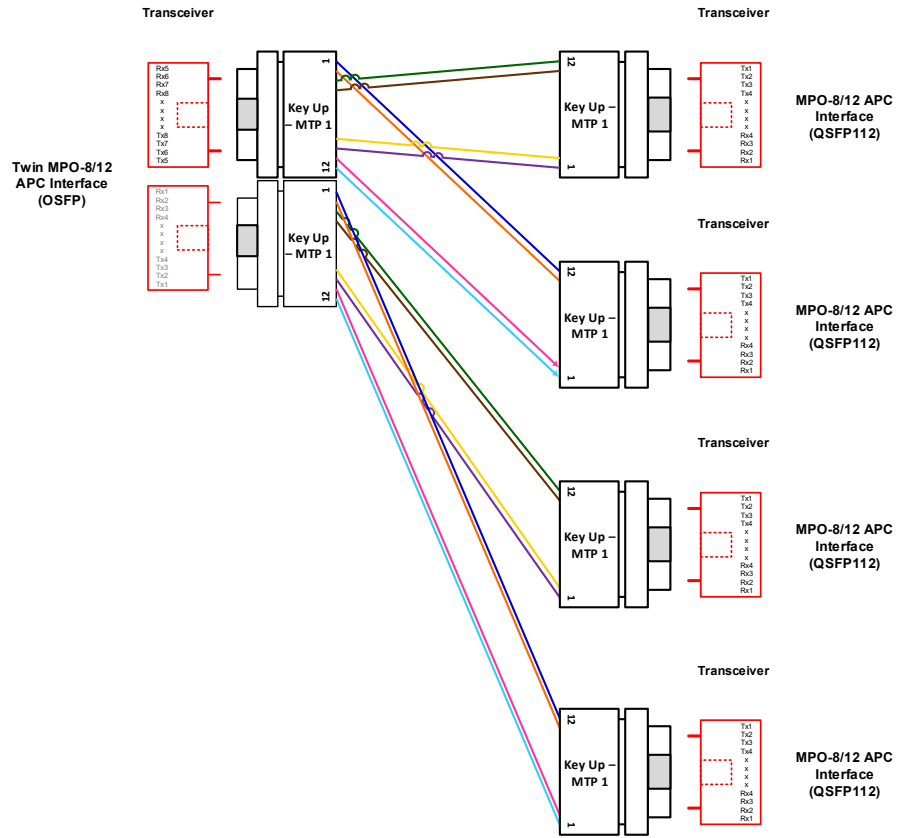 Transceiver
Transceiver
Rx5
Rx6
Rx7
Rx8
x
x
x
x
Tx8
Tx7
Tx6
Tx5
Twin MPO-8/12
APC Interface
(OSFP)
Rx1
Rx2
Rx3
Rx4
x
x
x
x
Tx4
Tx3
Tx2
Tx1
1
Key Up –
MTP 1
12
1
Key Up –
MTP 1
12
12
Key Up –
MTP 1
1
Tx1
Tx2
Tx3
Tx4
x
x
x
x
Rx4
Rx3
Rx2
Rx1
MPO-8/12 APC
Interface
(QSFP112)
Transceiver
12
Key Up –
MTP 1
1
Tx1
Tx2
Tx3
Tx4
x
x
x
x
Rx4
Rx3
Rx2
Rx1
MPO-8/12 APC
Interface
(QSFP112)
Transceiver
12
Key Up –
MTP 1
1
Tx1
Tx2
Tx3
Tx4
x
x
x
x
Rx4
Rx3
Rx2
Rx1
MPO-8/12 APC
Interface
(QSFP112)
Transceiver
12
Key Up –
MTP 1
1
Tx1
Tx2
Tx3
Tx4
x
x
x
x
Rx4
Rx3
Rx2
Rx1
MPO-8/12 APC
Interface
(QSFP112)